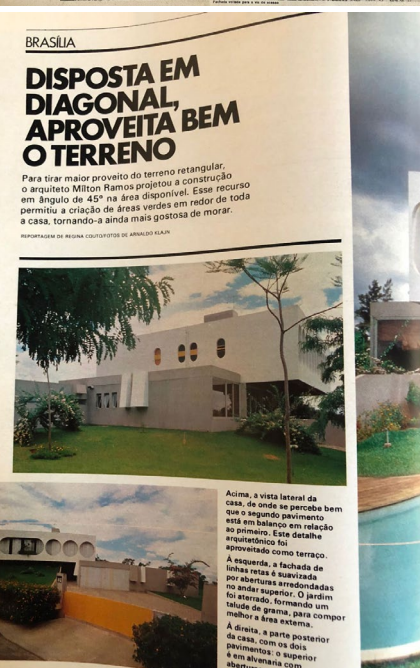 BRASÍLIA
DISPOSTA EM
DIAGONAL,
APROVEITA BEM
O TERRENO
Para tirar maior proveito do terreno retangular,
o arquiteto Milton Ramos projetou a construção
em ângulo de 45º na área disponível. Esse recurso
permitiu a criação de áreas verdes em redor de toda
a casa, tornando-a ainda mais gostosa de morar.
REPORTAGEM DE REGINA COUTO/FOTOS DE ARNALDO KLAJN
Acima, a vista lateral da
casa, de onde se percebe bem
que o segundo pavimento
está em balanço em relação
ao primeiro. Este detalhe
arquitetônico foi
aproveitado como terraço.
À esquerda, a fachada de
linhas retas é suavizada
por aberturas arredondadas
no andar superior. O jardim
foi aterrado, formando um
talude de grama, para compor
melhor a área externa.
À direita, a parte posterior
da casa, com os dois
pavimentos: o superior
é em alvenaria com